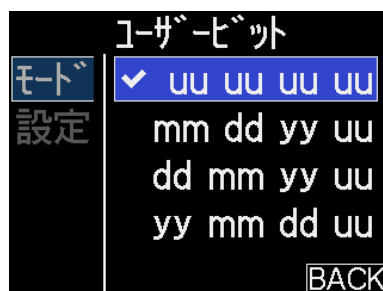 ユーザービット
モード
設定
✔ uu uu uu uu
mm dd yy uu
dd mm yy uu
yy mm dd uu
BACK